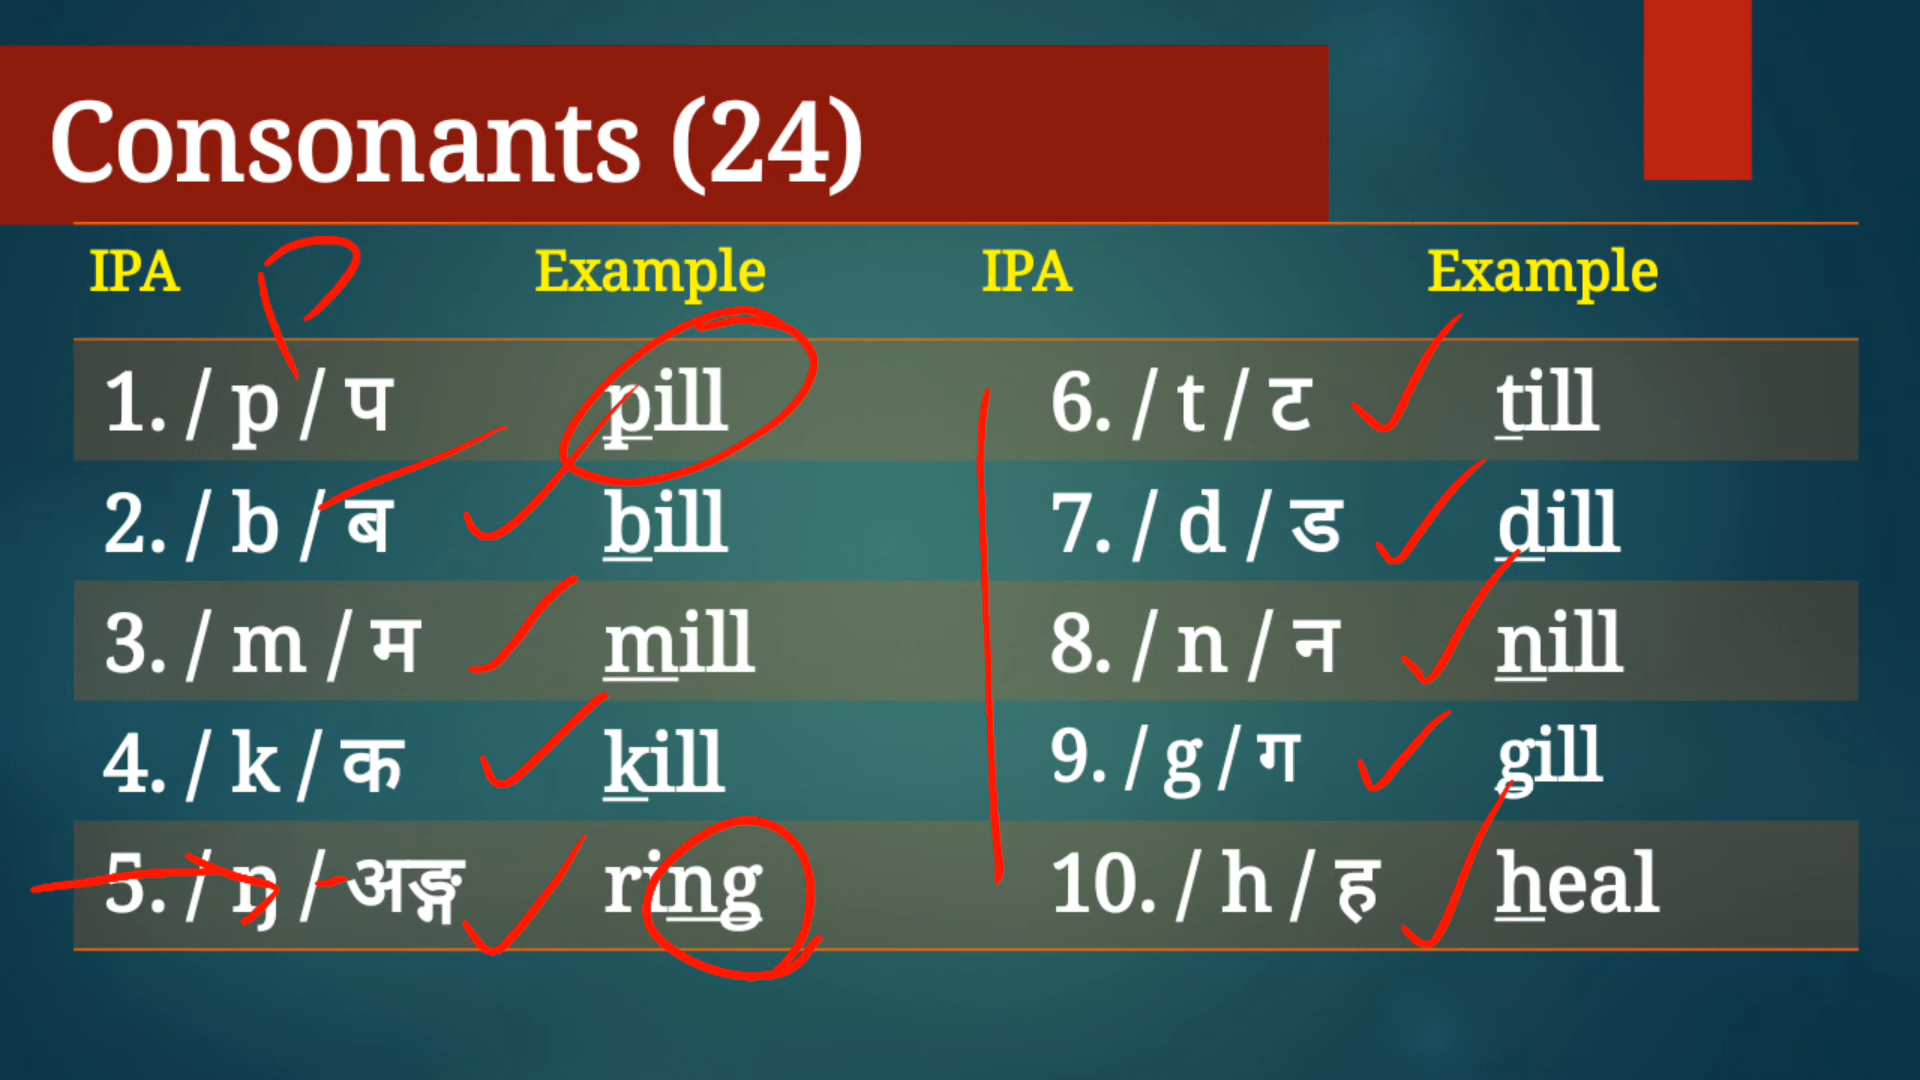 Consonants (24)
IPA Example IPA Example
P
1. / p / प pill 6. / t / ट till
2. / b / ब bill 7. / d / ड dill
3. / m / म mill 8. / n / न nill
4. / k / क kill 9. / g / ग gill
5. / ŋ / अङ्ग ring 10. / h / ह heal